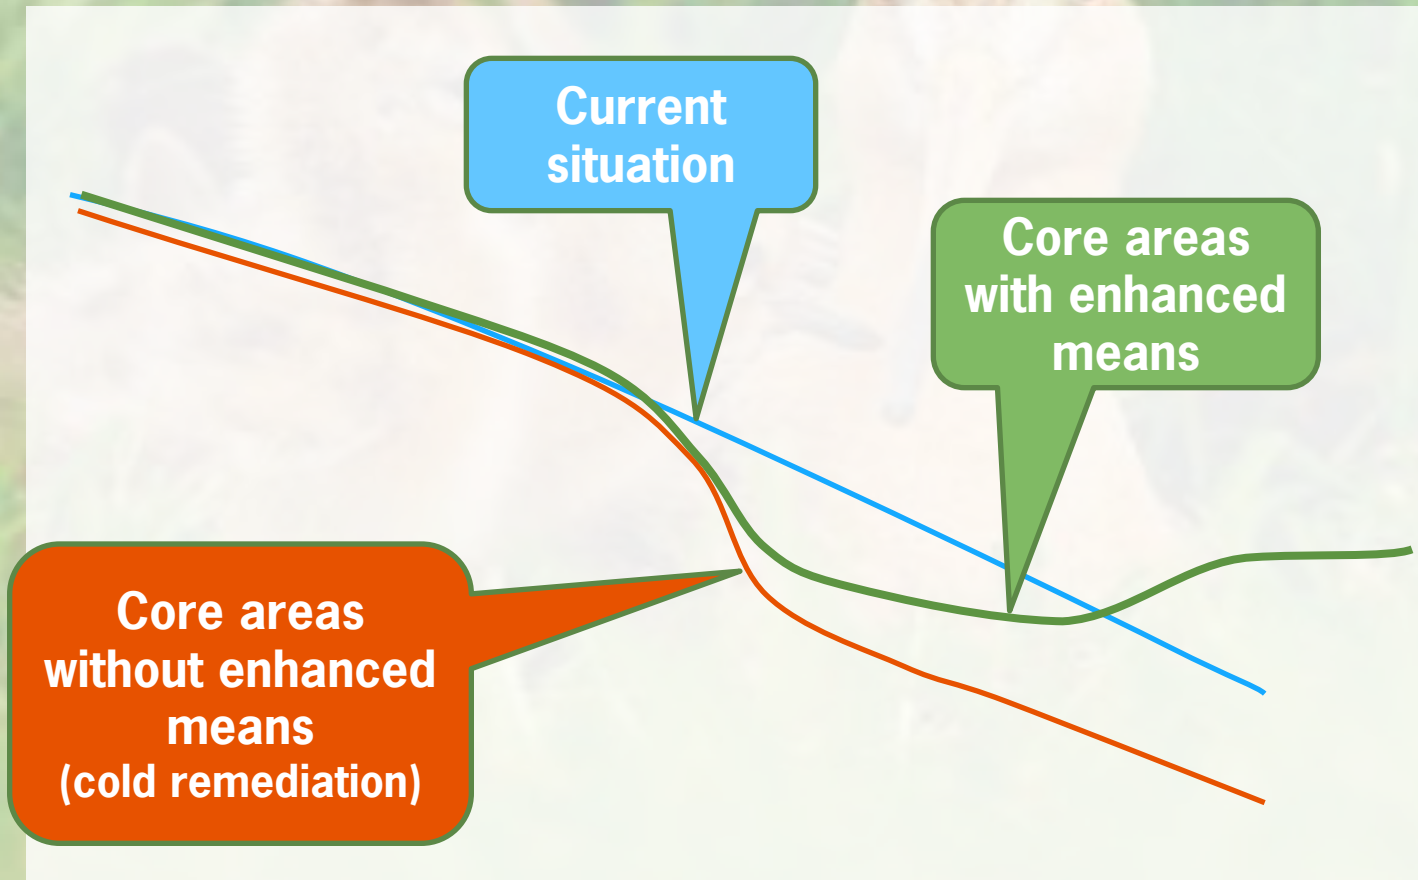 Current
situation
Core areas
with enhanced
means
Core areas
without enhanced
means
(cold remediation)